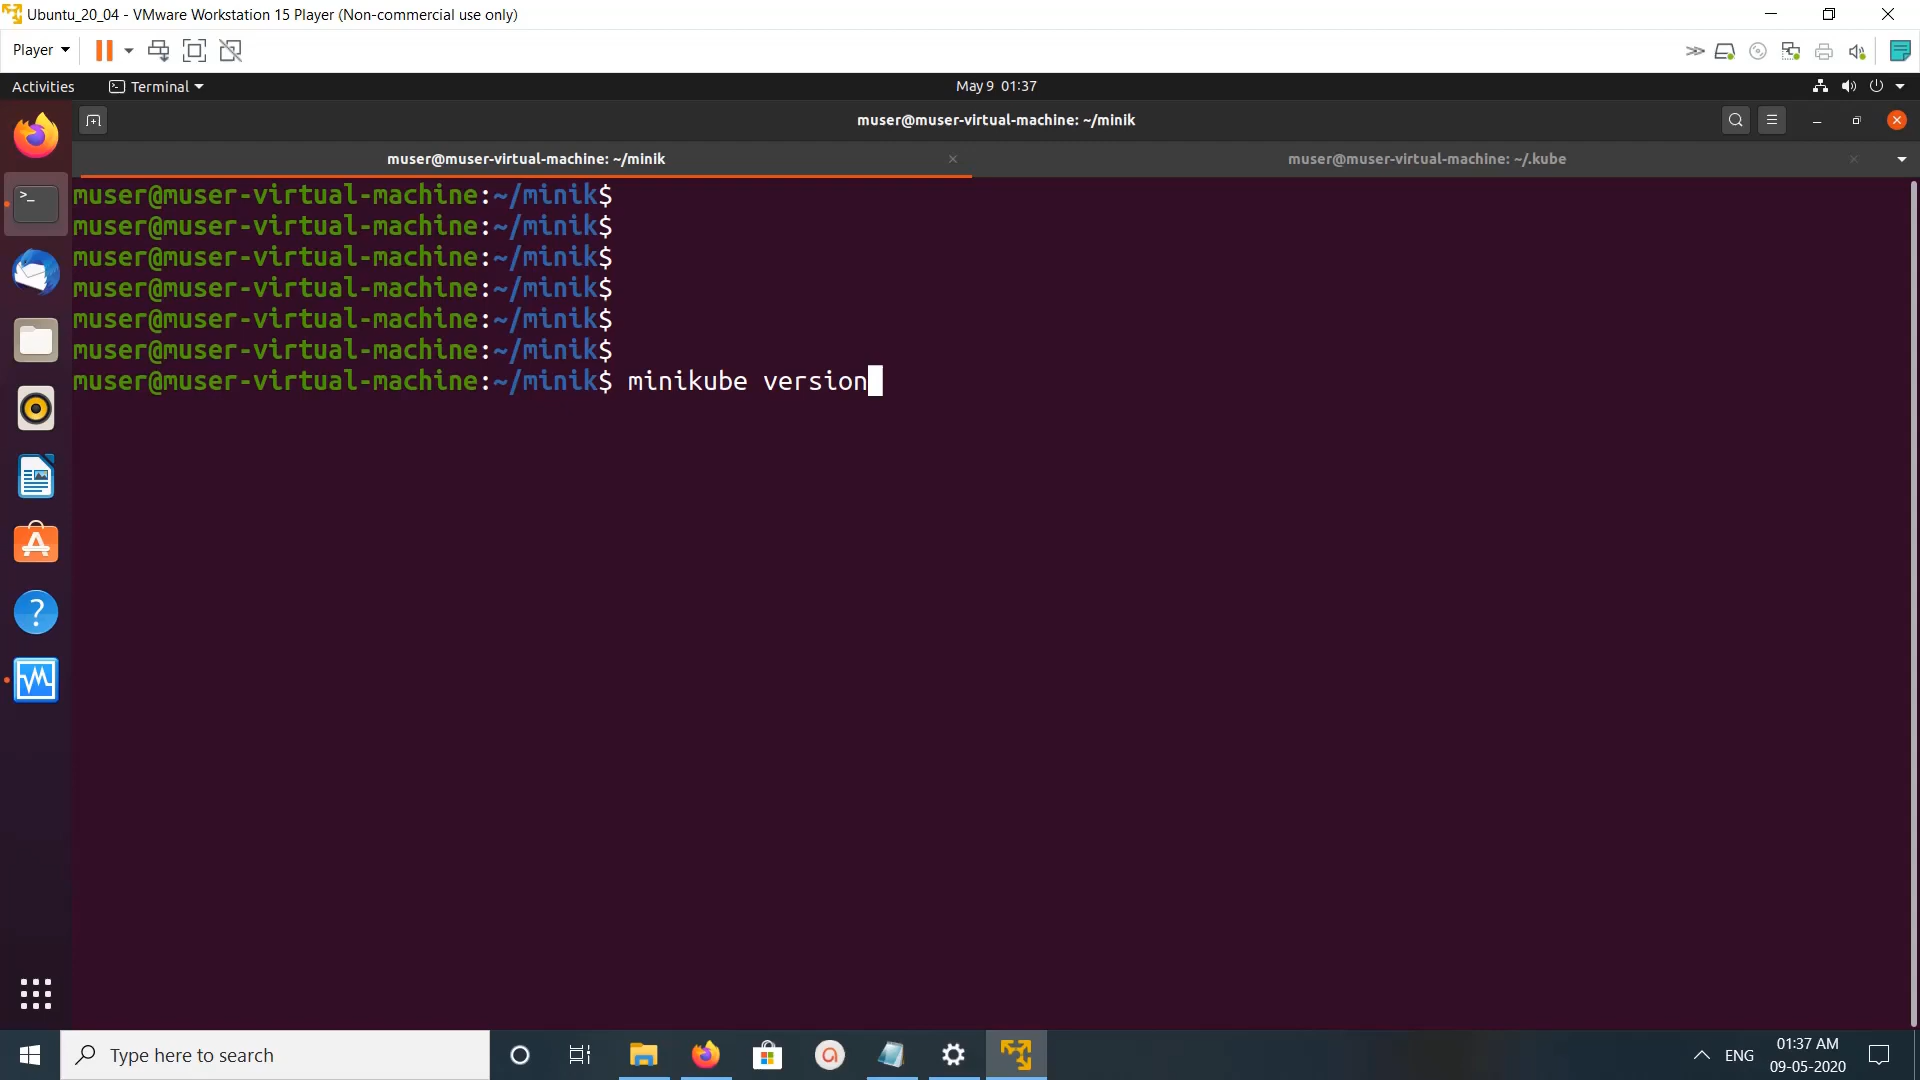 Ubuntu_20_04 - VMware Workstation 15 Player (Non-commercial use only)
Player
Activities
Terminal
May 9 01:37
muser@muser-virtual-machine: ~/minik
muser@muser-virtual-machine: ~/minik
muser@muser-virtual-machine: ~/.kube
muser@muser-virtual-machine:~/minik$
muser@muser-virtual-machine:~/minik$
muser@muser-virtual-machine:~/minik$
muser@muser-virtual-machine:~/minik$
muser@muser-virtual-machine:~/minik$
muser@muser-virtual-machine:~/minik$
muser@muser-virtual-machine:~/minik$ minikube version
Type here to search
ENG
01:37 AM
09-05-2020